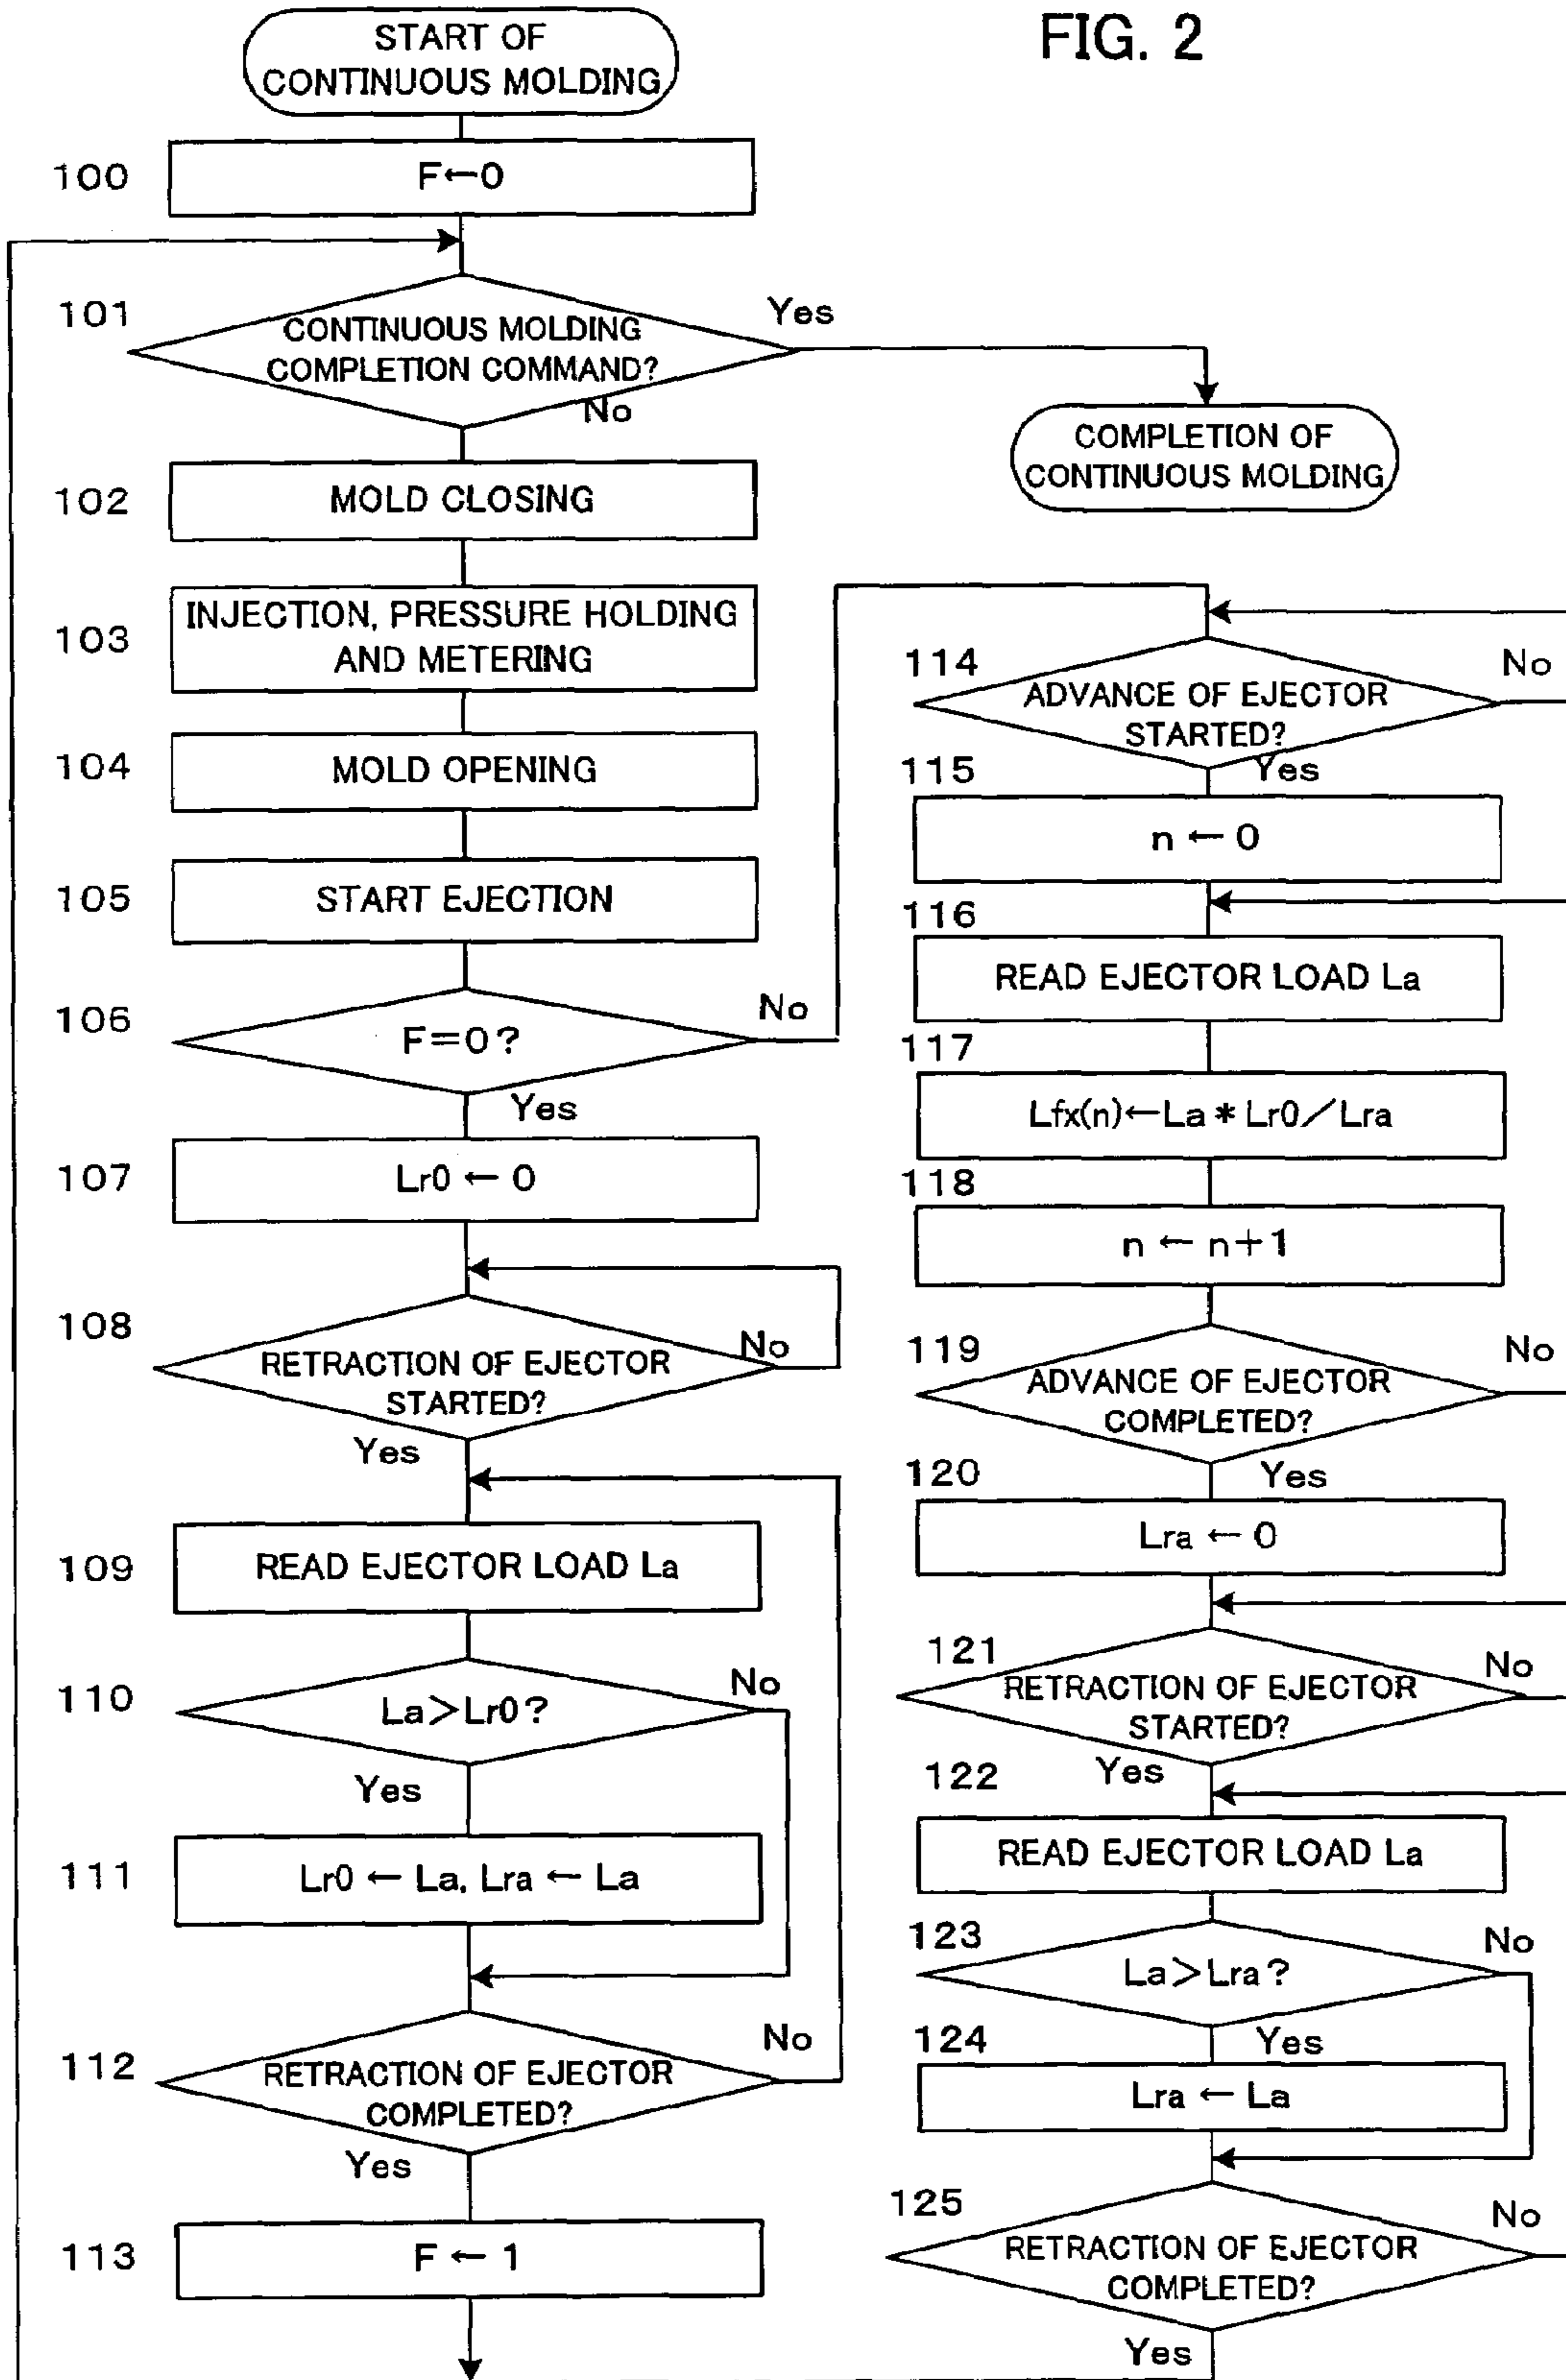 FIG. 2
START OF
CONTINUOUS MOLDING
100
F←0
101
CONTINUOUS MOLDING
COMPLETION COMMAND?
Yes
No
COMPLETION OF
CONTINUOUS MOLDING
102
MOLD CLOSING
103
INJECTION, PRESSURE HOLDING
AND METERING
104
MOLD OPENING
105
START EJECTION
106
F=0?
No
Yes
107
Lr0 ← 0
108
RETRACTION OF EJECTOR
STARTED?
No
Yes
109
READ EJECTOR LOAD La
110
La>Lr0?
No
Yes
111
Lr0 ← La, Lra ← La
112
RETRACTION OF EJECTOR
COMPLETED?
No
Yes
113
F ← 1
114
ADVANCE OF EJECTOR
STARTED?
No
Yes
115
n ← 0
116
READ EJECTOR LOAD La
117
Lfx(n)←La * Lr0/Lra
118
n ← n+1
119
ADVANCE OF EJECTOR
COMPLETED?
No
Yes
120
Lra ← 0
121
RETRACTION OF EJECTOR
STARTED?
No
Yes
122
READ EJECTOR LOAD La
123
La>Lra?
No
Yes
124
Lra ← La
125
RETRACTION OF EJECTOR
COMPLETED?
No
Yes